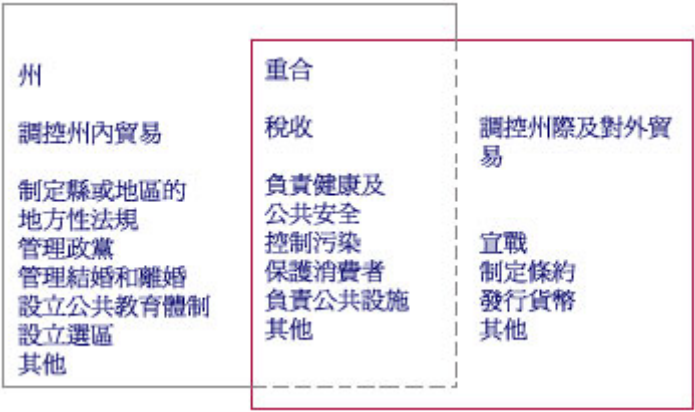 州
調控州內貿易
制定縣或地區的
地方性法規
管理政黨
管理結婚和離婚
設立公共教育體制
設立選區
其他
重合
稅收
負責健康及
公共安全
控制污染
保護消費者
負責公共設施
其他
調控州際及對外貿
易
宣戰
制定條約
發行貨幣
其他